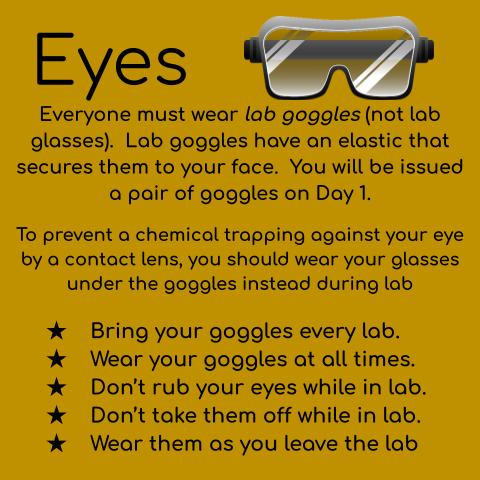 Eyes
Everyone must wear lab goggles (not lab
glasses).  Lab goggles have an elastic that
secures them to your face.  You will be issued
a pair of goggles on Day 1.
To prevent a chemical trapping against your eye
by a contact lens, you should wear your glasses
under the goggles instead during lab
★ Bring your goggles every lab.
★ Wear your goggles at all times.
★ Don't rub your eyes while in lab.
★ Don't take them off while in lab.
★ Wear them as you leave the lab